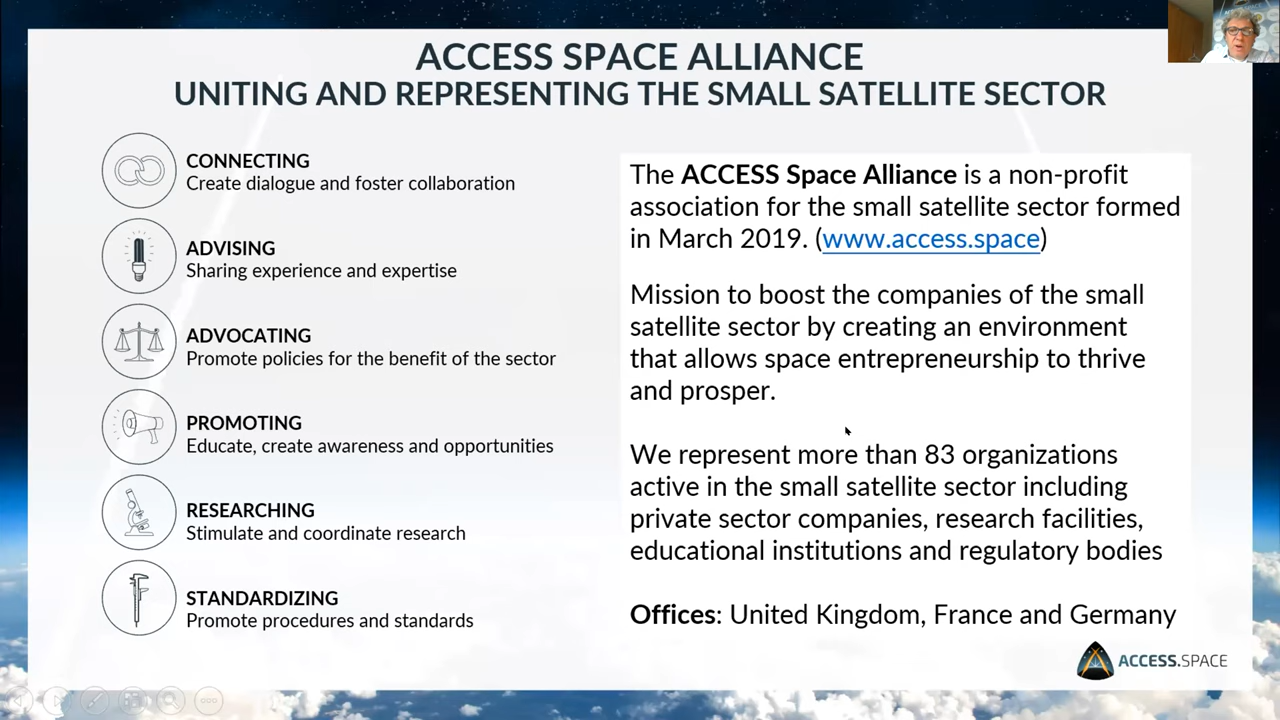 ACCESS SPACE ALLIANCE
UNITING AND REPRESENTING THE SMALL SATELLITE SECTOR
CONNECTING
Create dialogue and foster collaboration
ADVISING
Sharing experience and expertise
ADVOCATING
Promote policies for the benefit of the sector
PROMOTING
Educate, create awareness and opportunities
RESEARCHING
Stimulate and coordinate research
STANDARDIZING
Promote procedures and standards
The ACCESS Space Alliance is a non-profit
association for the small satellite sector formed
in March 2019. (www.access.space)
Mission to boost the companies of the small
satellite sector by creating an environment
that allows space entrepreneurship to thrive
and prosper.
We represent more than 83 organizations
active in the small satellite sector including
private sector companies, research facilities,
educational institutions and regulatory bodies
Offices: United Kingdom, France and Germany
ACCESS.SPACE